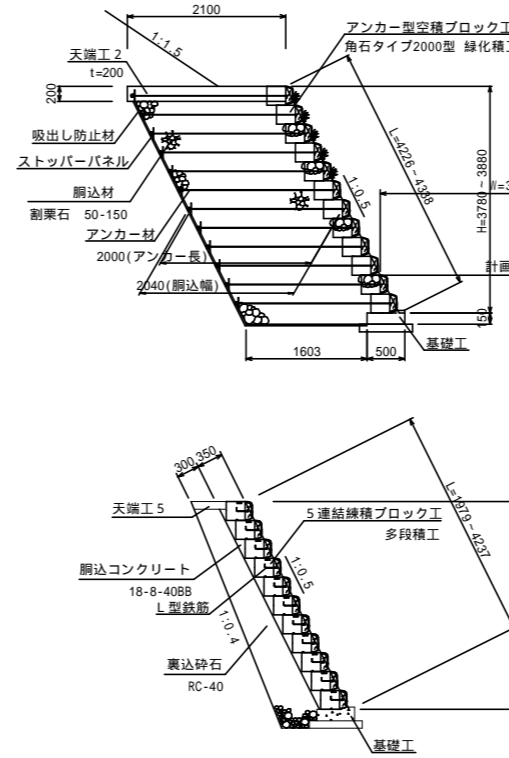 2100
アンカー型空積ブロック工
角石タイプ2000型 緑化積工
天端工2
t=200
1:1.5
200
吸出し防止材
ストッパーパネル
胴込材
割栗石 50-150
アンカー材
2000(アンカー長)
2040(胴込幅)
1:0.5
L=4226~4338
H=3780~3880
W=3
計画
150
基礎工
1603
500
300
350
天端工5
5連結練積ブロック工
多段積工
L=1979~4237
胴込コンクリート
18-8-40BB
L型鉄筋
1:0.5
1:0.4
裏込砕石
RC-40
基礎工